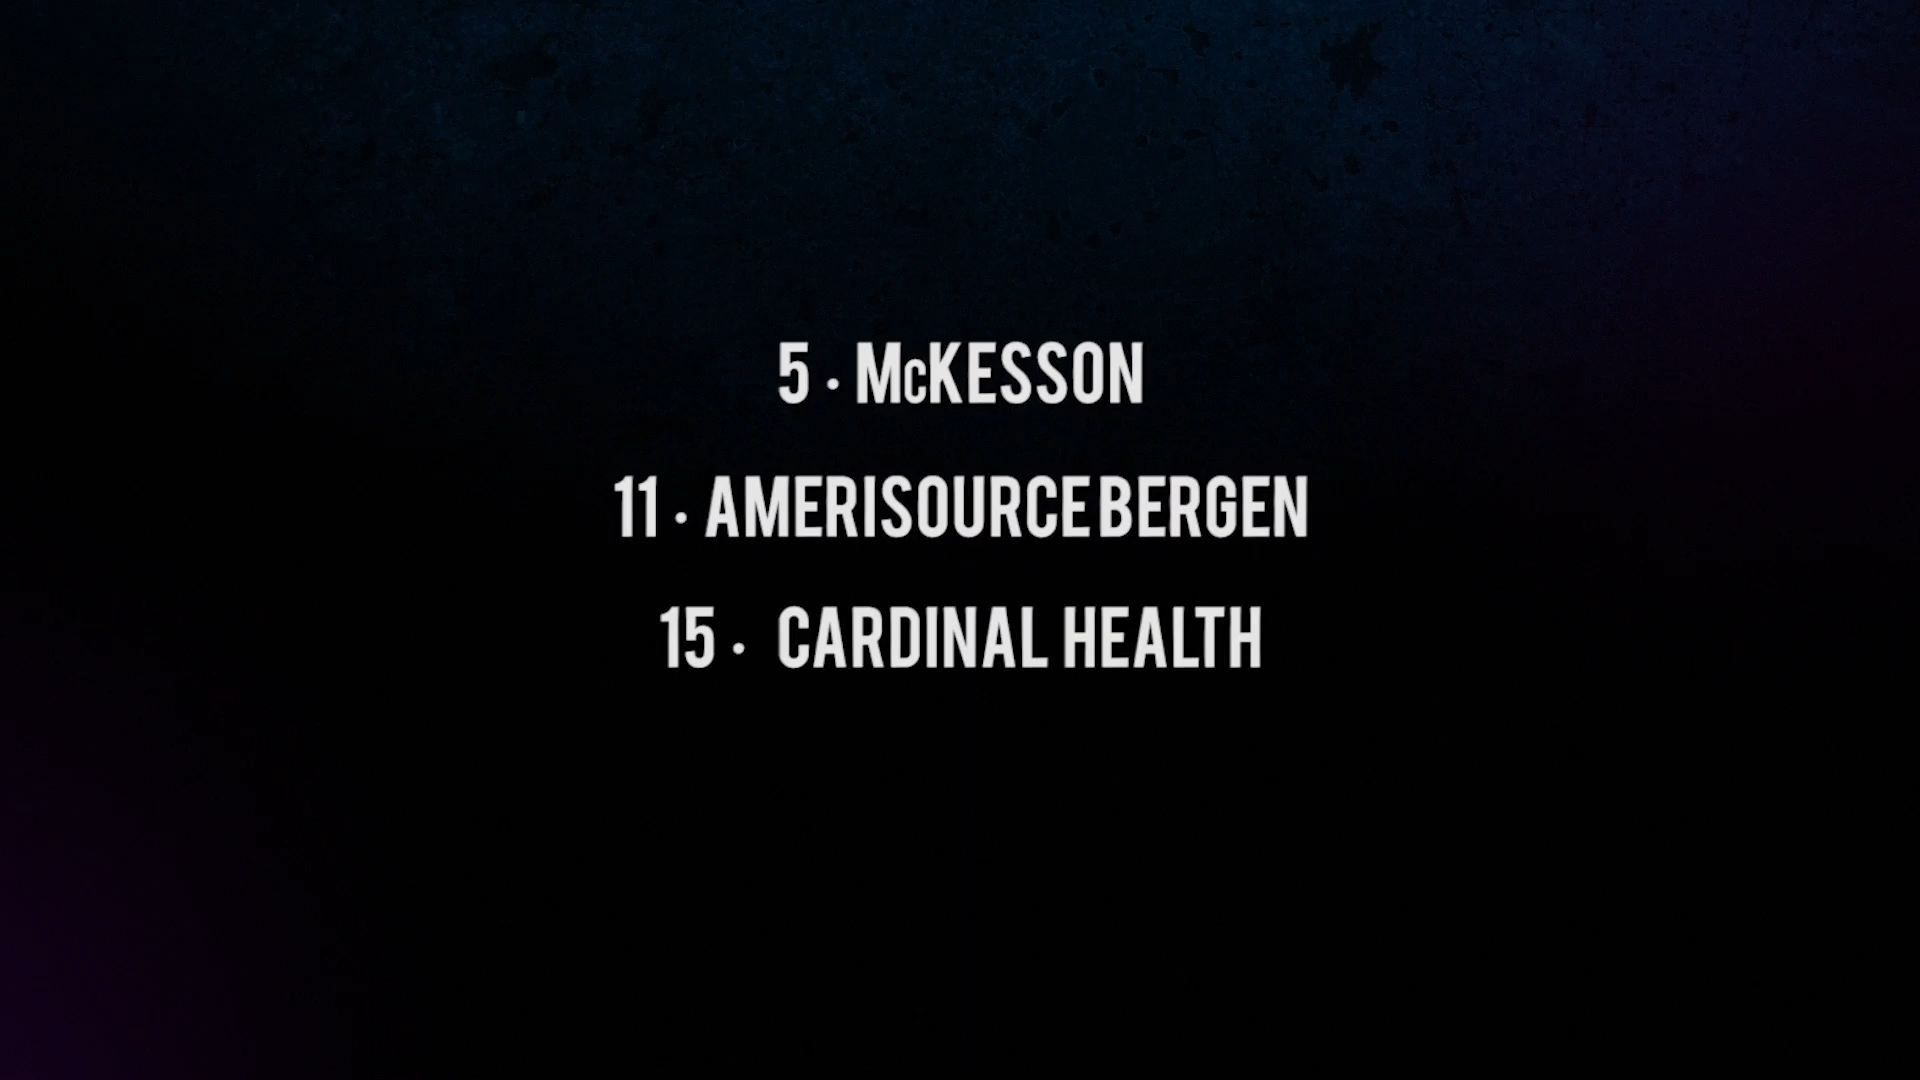 5 · McKESSON
11 · AMERISOURCEBERGEN
15 · CARDINAL HEALTH